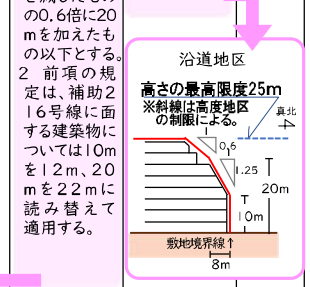 を減じたもの
の0.6倍に20
mを加えたも
の以下とする。
2　前項の規
定は、補助2
16号線に面
する建築物に
ついては10m
を12m、20
mを22mに
読み替えて
適用する。
沿道地区
高さの最高限度25m
※斜線は高度地区
の制限による。
真北
0.6
1.25
20m
10m
敷地境界線↑
8m